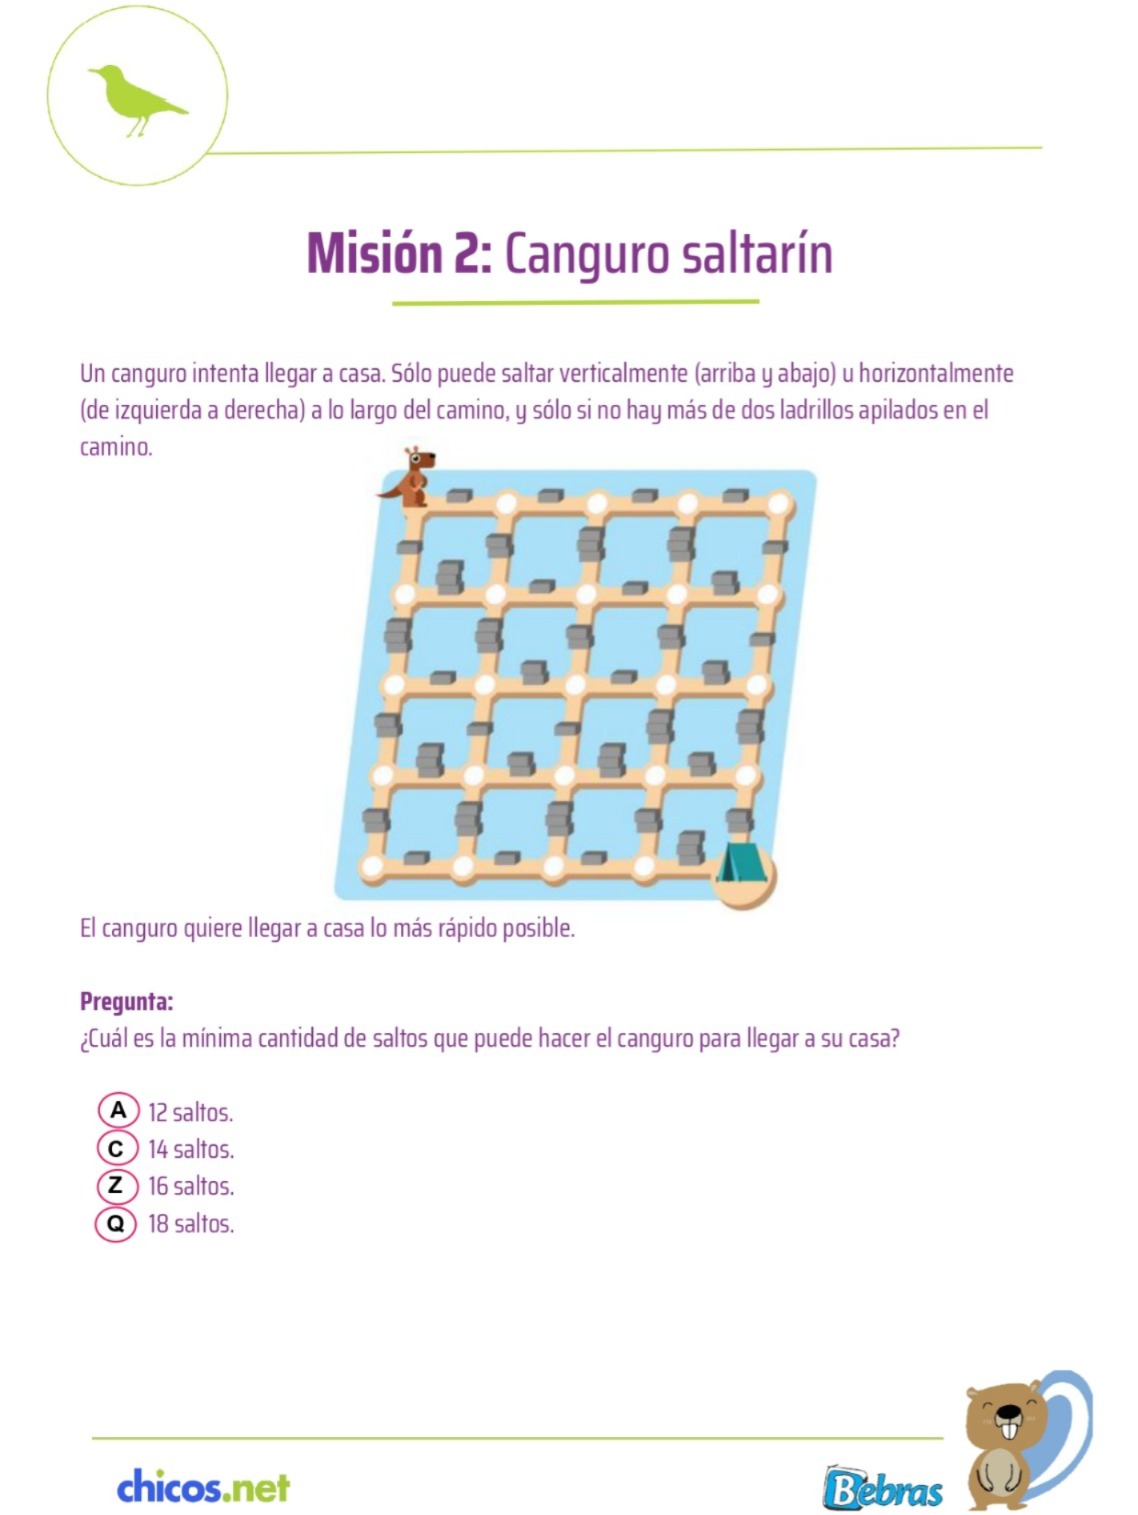 Misión 2: Canguro saltarín
Un canguro intenta llegar a casa. Sólo puede saltar verticalmente (arriba y abajo) u horizontalmente
(de izquierda a derecha) a lo largo del camino, y sólo si no hay más de dos ladrillos apilados en el
camino.
El canguro quiere llegar a casa lo más rápido posible.
Pregunta:
¿Cuál es la mínima cantidad de saltos que puede hacer el canguro para llegar a su casa?
A 12 saltos.
C 14 saltos.
Z 16 saltos.
Q 18 saltos.
chicos.net
Bebras